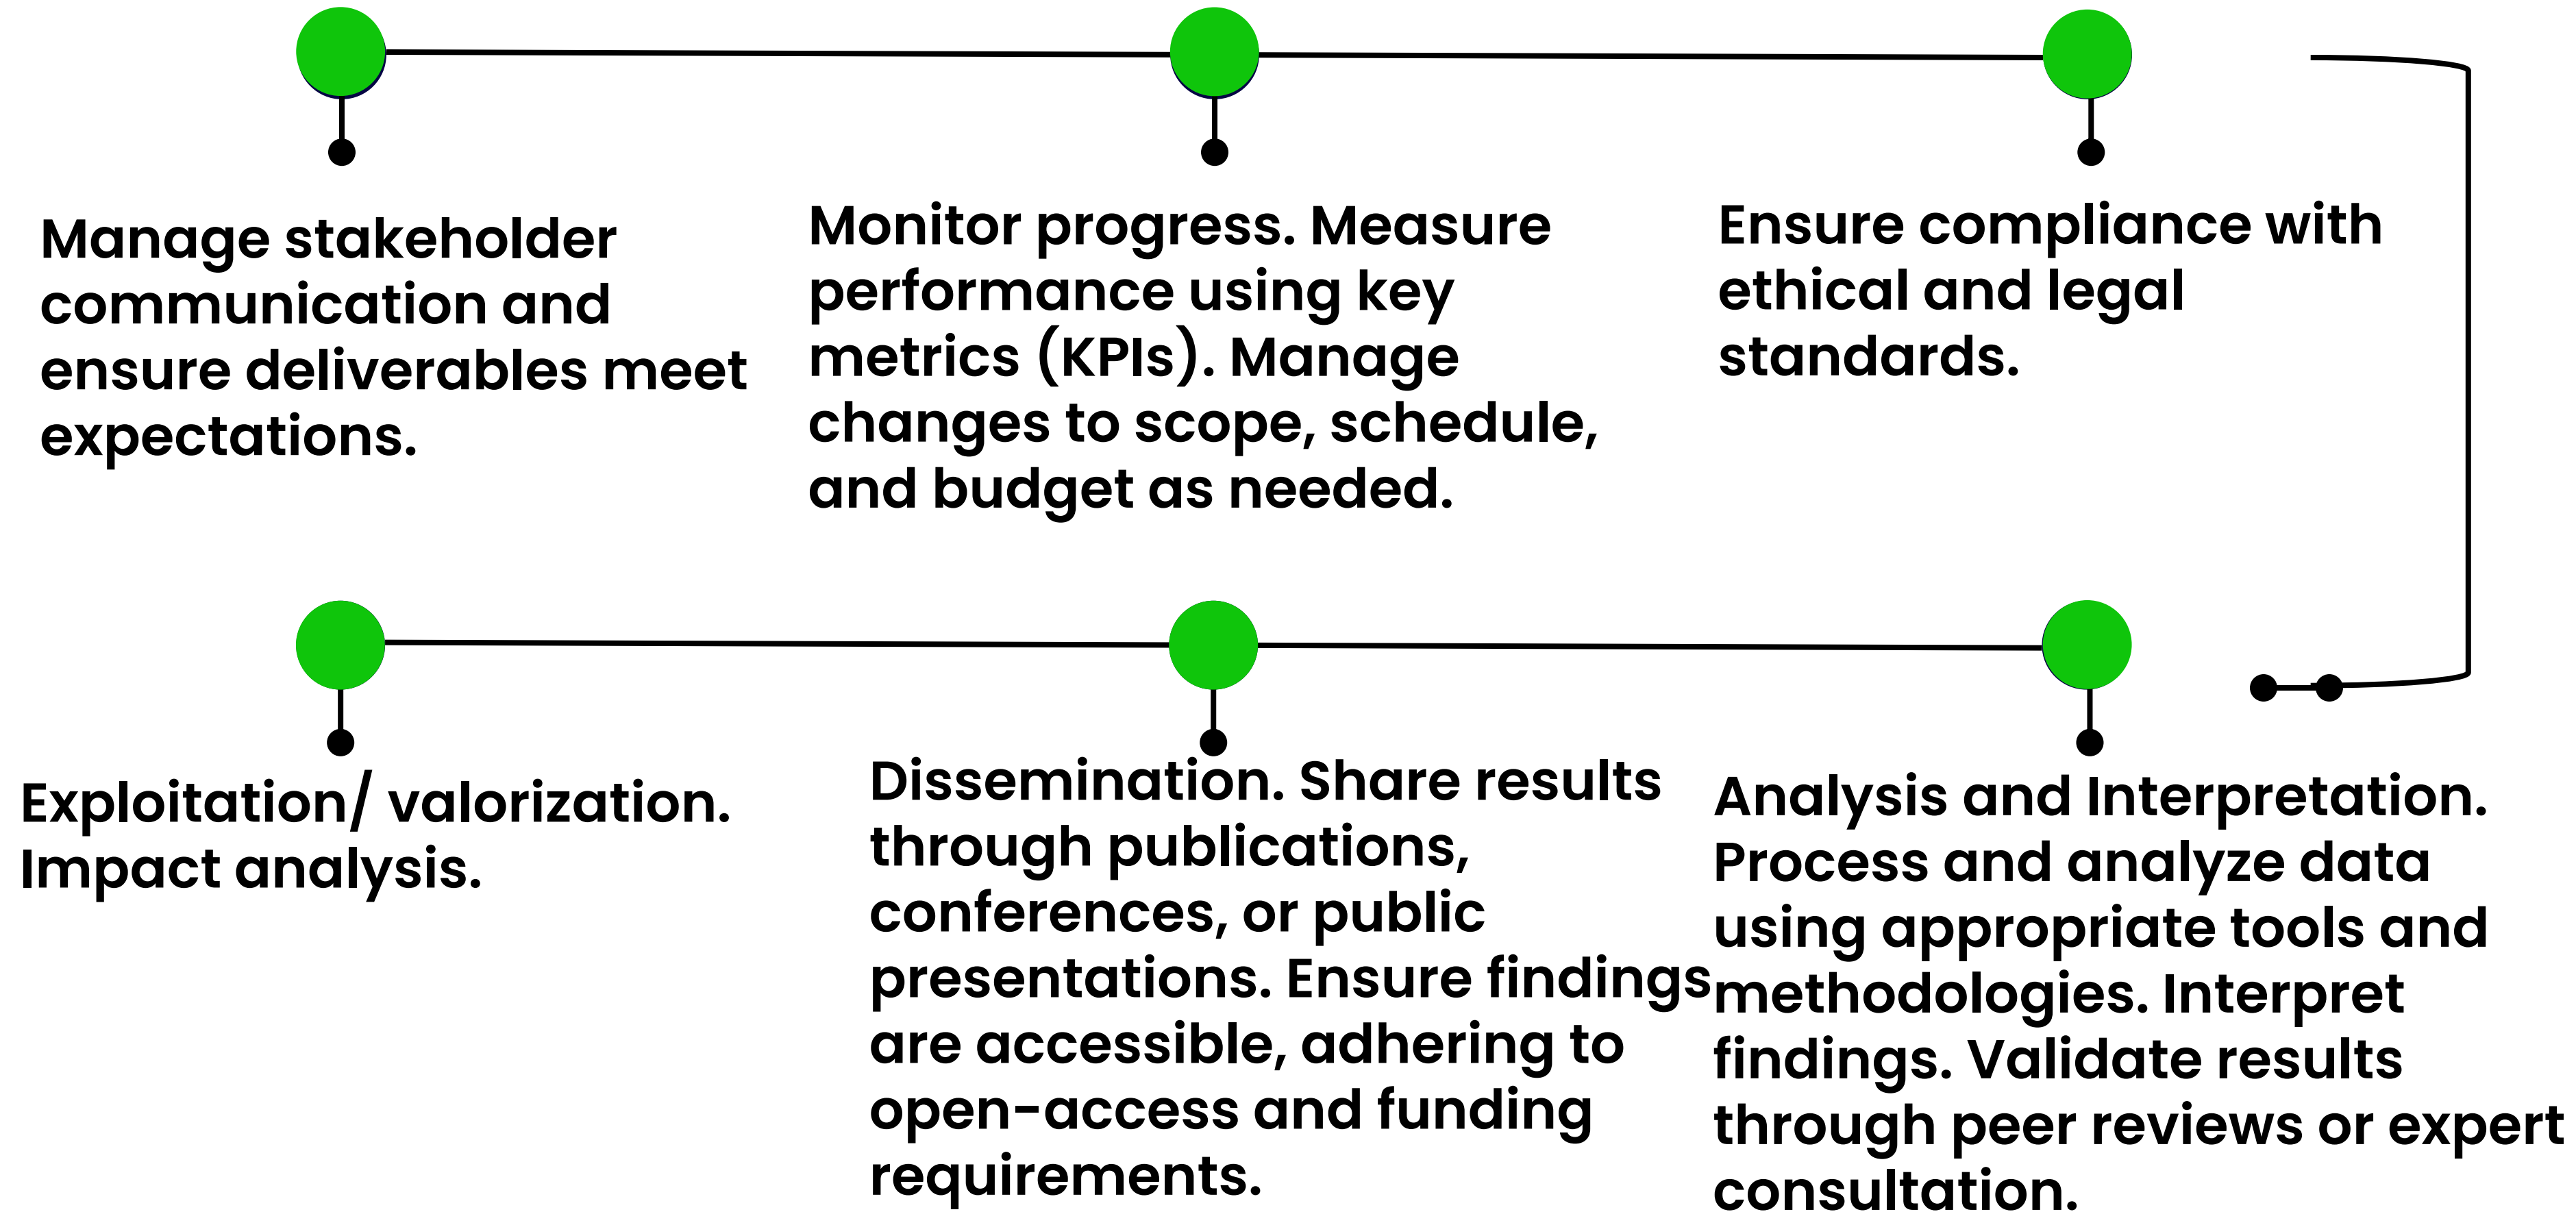 Manage stakeholder
communication and
ensure deliverables meet
expectations.
Monitor progress. Measure
performance using key
metrics (KPIs). Manage
changes to scope, schedule,
and budget as needed.
Ensure compliance with
ethical and legal
standards.
Exploitation/ valorization.
Impact analysis.
Dissemination. Share results
through publications,
conferences, or public
presentations. Ensure findings
are accessible, adhering to
open-access and funding
requirements.
Analysis and Interpretation.
Process and analyze data
using appropriate tools and
methodologies. Interpret
findings. Validate results
through peer reviews or expert
consultation.